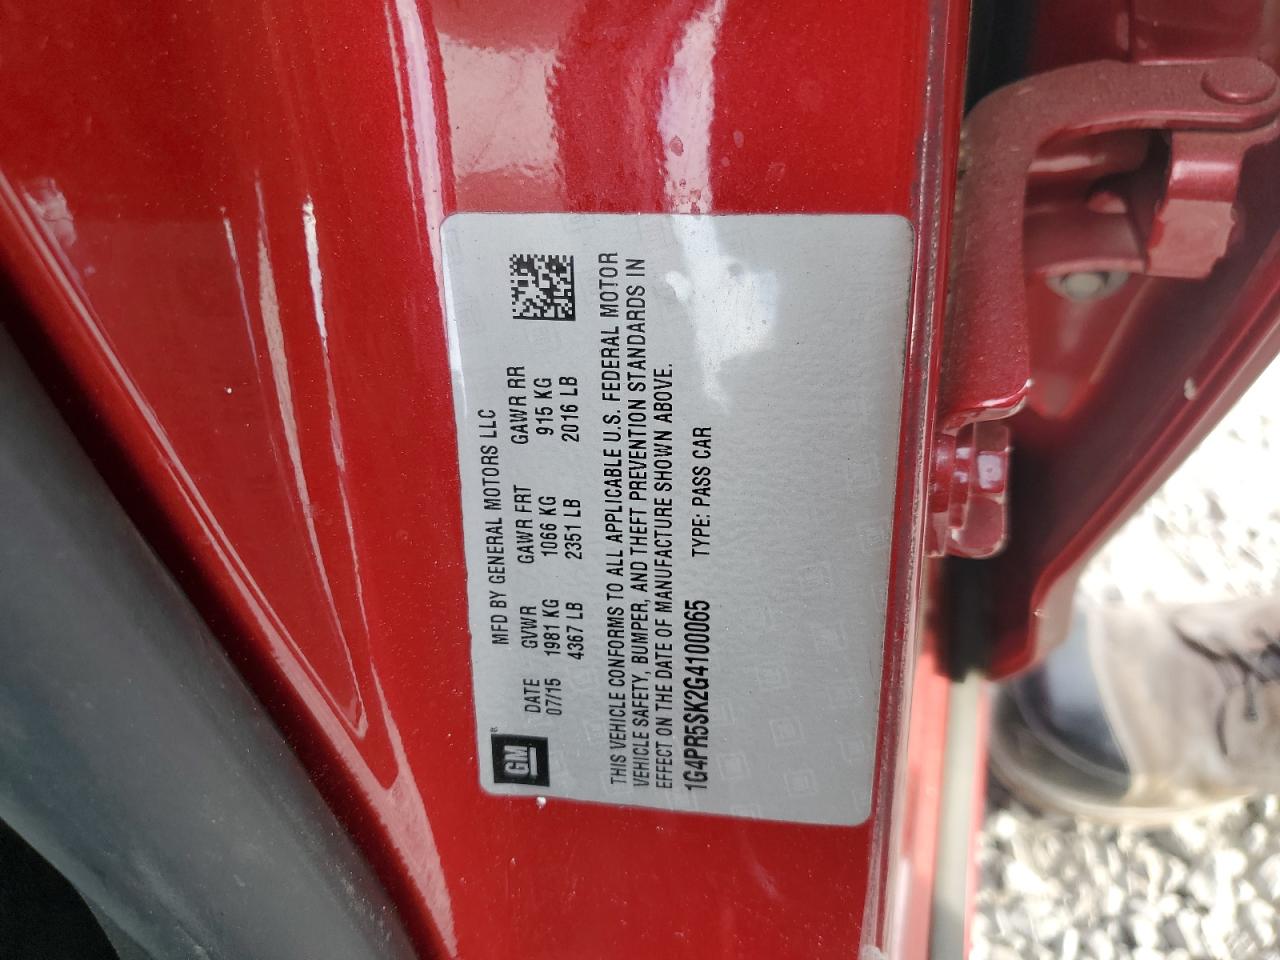 GM®
MFD BY GENERAL MOTORS LLC
DATE GVWR GAWR FRT GAWR RR
07/15 1981 KG 1066 KG 915 KG
4367 LB 2351 LB 2016 LB
THIS VEHICLE CONFORMS TO ALL APPLICABLE U.S. FEDERAL MOTOR
VEHICLE SAFETY, BUMPER, AND THEFT PREVENTION STANDARDS IN
EFFECT ON THE DATE OF MANUFACTURE SHOWN ABOVE.
1G4PR5SK2G4100065 TYPE: PASS CAR